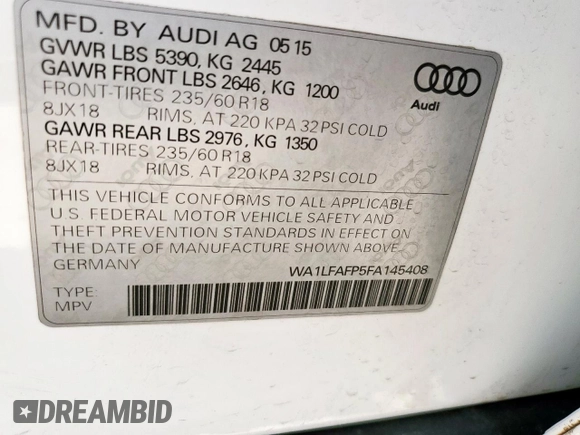 MFD. BY AUDI AG 05 15
GVWR LBS 5390, KG 2445
GAWR FRONT LBS 2646, KG 1200
FRONT-TIRES 235/60 R18
8JX18 RIMS, AT 220 KPA 32 PSI COLD
GAWR REAR LBS 2976, KG 1350
REAR-TIRES 235/60 R18
8JX18 RIMS, AT 220 KPA 32 PSI COLD
Audi
THIS VEHICLE CONFORMS TO ALL APPLICABLE
U.S. FEDERAL MOTOR VEHICLE SAFETY AND
THEFT PREVENTION STANDARDS IN EFFECT ON
THE DATE OF MANUFACTURE SHOWN ABOVE.
GERMANY WA1LFAFP5FA145408
TYPE
MPV
DREAMBID